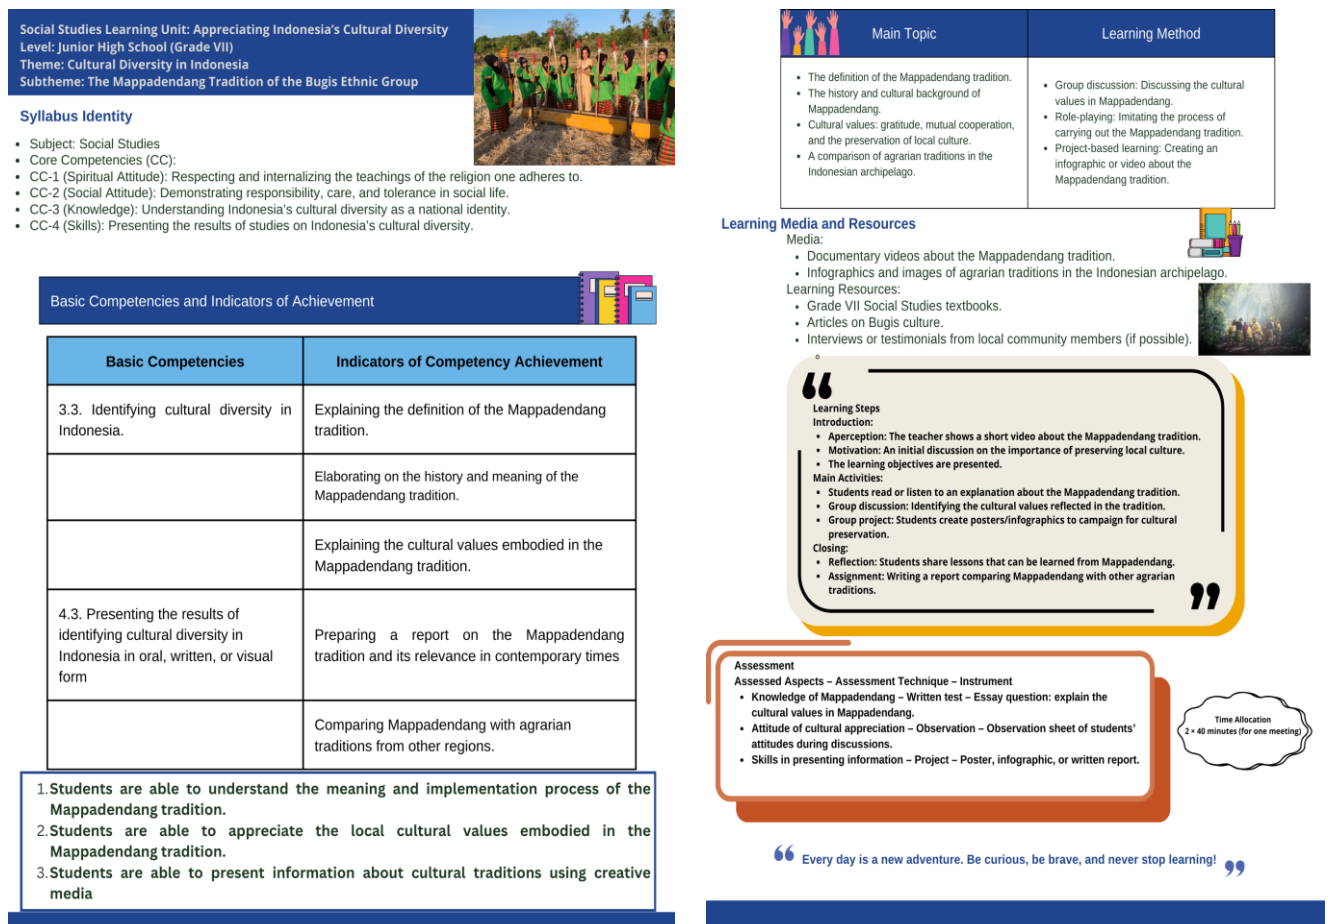 Social Studies Learning Unit: Appreciating Indonesia's Cultural Diversity
Level: Junior High School (Grade VII)
Theme: Cultural Diversity in Indonesia
Subtheme: The Mappadendang Tradition of the Bugis Ethnic Group
Syllabus Identity
• Subject: Social Studies
• Core Competencies (CC):
• CC-1 (Spiritual Attitude): Respecting and internalizing the teachings of the religion one adheres to.
• CC-2 (Social Attitude): Demonstrating responsibility, care, and tolerance in social life.
• CC-3 (Knowledge): Understanding Indonesia's cultural diversity as a national identity.
• CC-4 (Skills): Presenting the results of studies on Indonesia's cultural diversity.
Basic Competencies and Indicators of Achievement
Basic Competencies
Indicators of Competency Achievement
3.3. Identifying cultural diversity in
Indonesia.
Explaining the definition of the Mappadendang
tradition.
Elaborating on the history and meaning of the
Mappadendang tradition.
Explaining the cultural values embodied in the
Mappadendang tradition.
4.3. Presenting the results of
identifying cultural diversity in
Indonesia in oral, written, or visual
form
Preparing a report on the Mappadendang
tradition and its relevance in contemporary times
Comparing Mappadendang with agrarian
traditions from other regions.
1. Students are able to understand the meaning and implementation process of the
Mappadendang tradition.
2. Students are able to appreciate the local cultural values embodied in the
Mappadendang tradition.
3. Students are able to present information about cultural traditions using creative
media
Main Topic
Learning Method
• The definition of the Mappadendang tradition.
• The history and cultural background of
Mappadendang.
• Cultural values: gratitude, mutual cooperation,
and the preservation of local culture.
• A comparison of agrarian traditions in the
Indonesian archipelago.
• Group discussion: Discussing the cultural
values in Mappadendang.
• Role-playing: Imitating the process of
carrying out the Mappadendang tradition.
• Project-based learning: Creating an
infographic or video about the
Mappadendang tradition.
Learning Media and Resources
Media:
• Documentary videos about the Mappadendang tradition.
• Infographics and images of agrarian traditions in the Indonesian archipelago.
Learning Resources:
• Grade VII Social Studies textbooks.
• Articles on Bugis culture.
• Interviews or testimonials from local community members (if possible).
Learning Steps
Introduction:
• Aperception: The teacher shows a short video about the Mappadendang tradition.
• Motivation: An initial discussion on the importance of preserving local culture.
• The learning objectives are presented.
Main Activities:
• Students read or listen to an explanation about the Mappadendang tradition.
• Group discussion: Identifying the cultural values reflected in the tradition.
• Group project: Students create posters/infographics to campaign for cultural
preservation.
Closing:
• Reflection: Students share lessons that can be learned from Mappadendang.
• Assignment: Writing a report comparing Mappadendang with other agrarian
traditions.
Assessment
Assessed Aspects – Assessment Technique – Instrument
• Knowledge of Mappadendang – Written test – Essay question: explain the
cultural values in Mappadendang.
• Attitude of cultural appreciation – Observation – Observation sheet of students'
attitudes during discussions.
• Skills in presenting information – Project – Poster, infographic, or written report.
Time Allocation
2 × 40 minutes (for one meeting)
“ Every day is a new adventure. Be curious, be brave, and never stop learning! ”